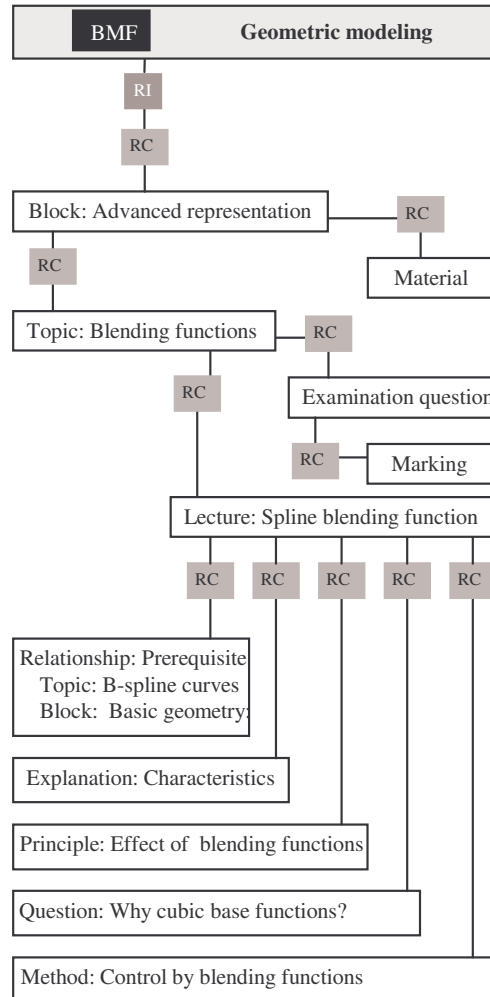 BMF Geometric modeling
RI
RC
Block: Advanced representation
RC
RC
Material
Topic: Blending functions
RC
RC
Examination question
RC
Marking
Lecture: Spline blending function
RC RC RC RC RC
Relationship: Prerequisite
Topic: B-spline curves
Block: Basic geometry:
Explanation: Characteristics
Principle: Effect of blending functions
Question: Why cubic base functions?
Method: Control by blending functions